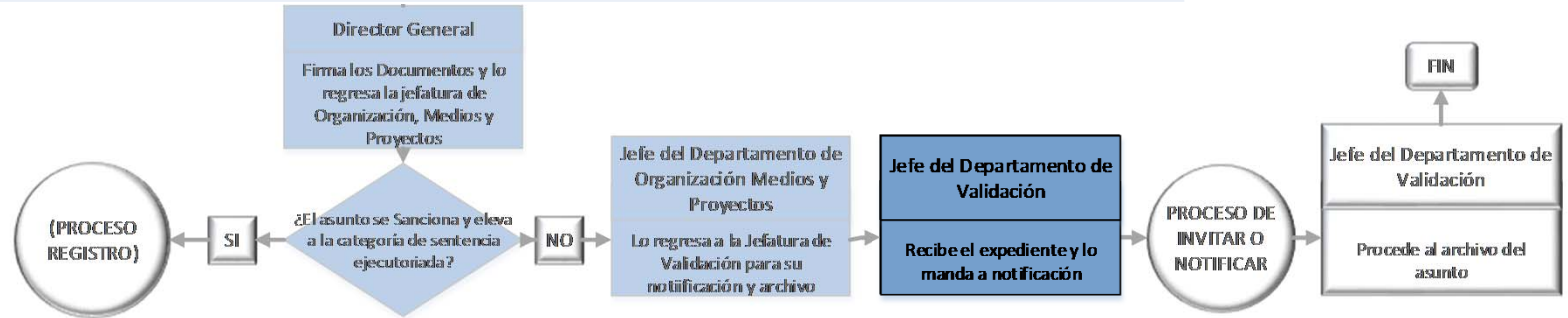 Director General
Firma los Documentos y lo
regresa la jefatura de
Organización, Medios y
Proyectos
¿El asunto se Sanciona y eleva
a la categoría de sentencia
ejecutoriada?
SI
(PROCESO
REGISTRO)
NO
Jefe del Departamento de
Organización Medios y
Proyectos
Lo regresa a la Jefatura de
Validación para su
notiificación y archivo
Jefe del Departamento de
Validación
Recibe el expediente y lo
manda a notificación
PROCESO DE
INVITAR O
NOTIFICAR
Jefe del Departamento de
Validación
Procede al archivo del
asunto
FIN